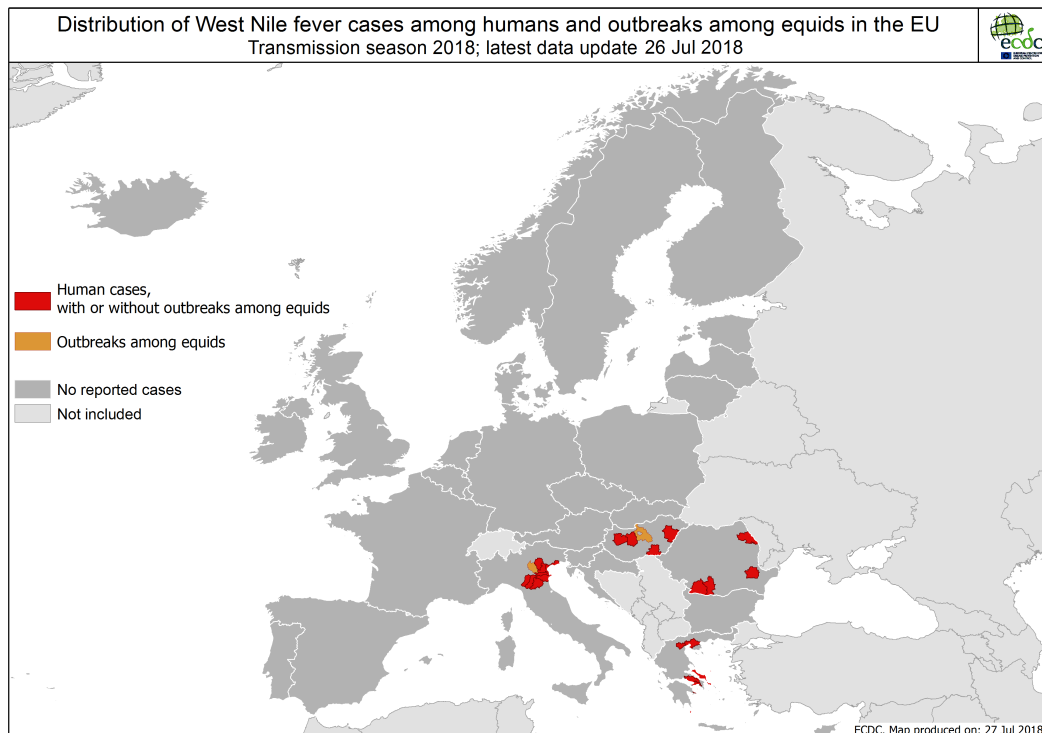 Distribution of West Nile fever cases among humans and outbreaks among equids in the EU
Transmission season 2018; latest data update 26 Jul 2018
ecdc
Human cases,
with or without outbreaks among equids
Outbreaks among equids
No reported cases
Not included
ECDC. Map produced on: 27 Jul 2018